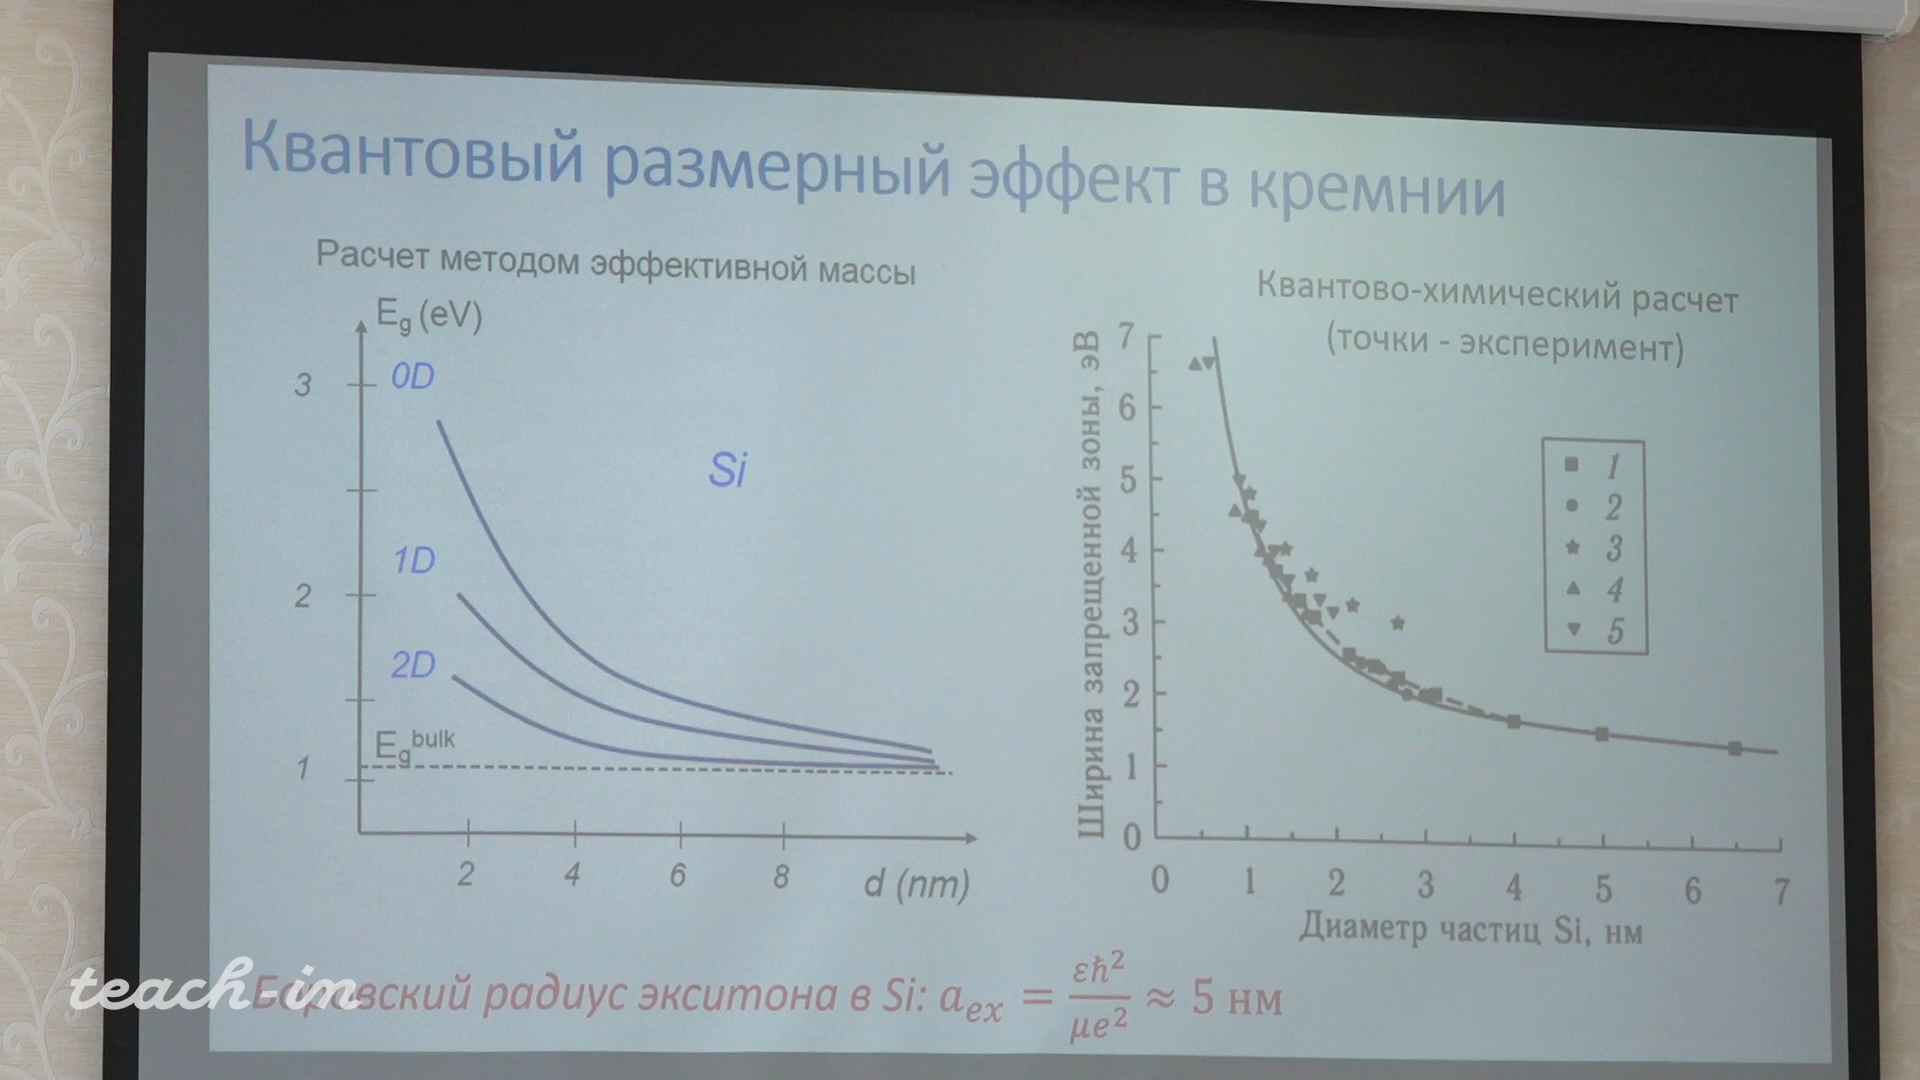 Квантовый размерный эффект в кремнии
Расчет методом эффективной массы
E_g (eV)
3
0D
Si
1D
2
2D
E_g^bulk
1
2 4 6 8 d (nm)
Квантово-химический расчет
(точки - эксперимент)
Ширина запрещенной зоны, эВ
7
6
5
4
3
2
1
0
1
2
3
4
5
0 1 2 3 4 5 6 7
Диаметр частиц Si, нм
Боровский радиус экситона в Si: a_ex = εħ²/μe² ≈ 5 нм
teach-in